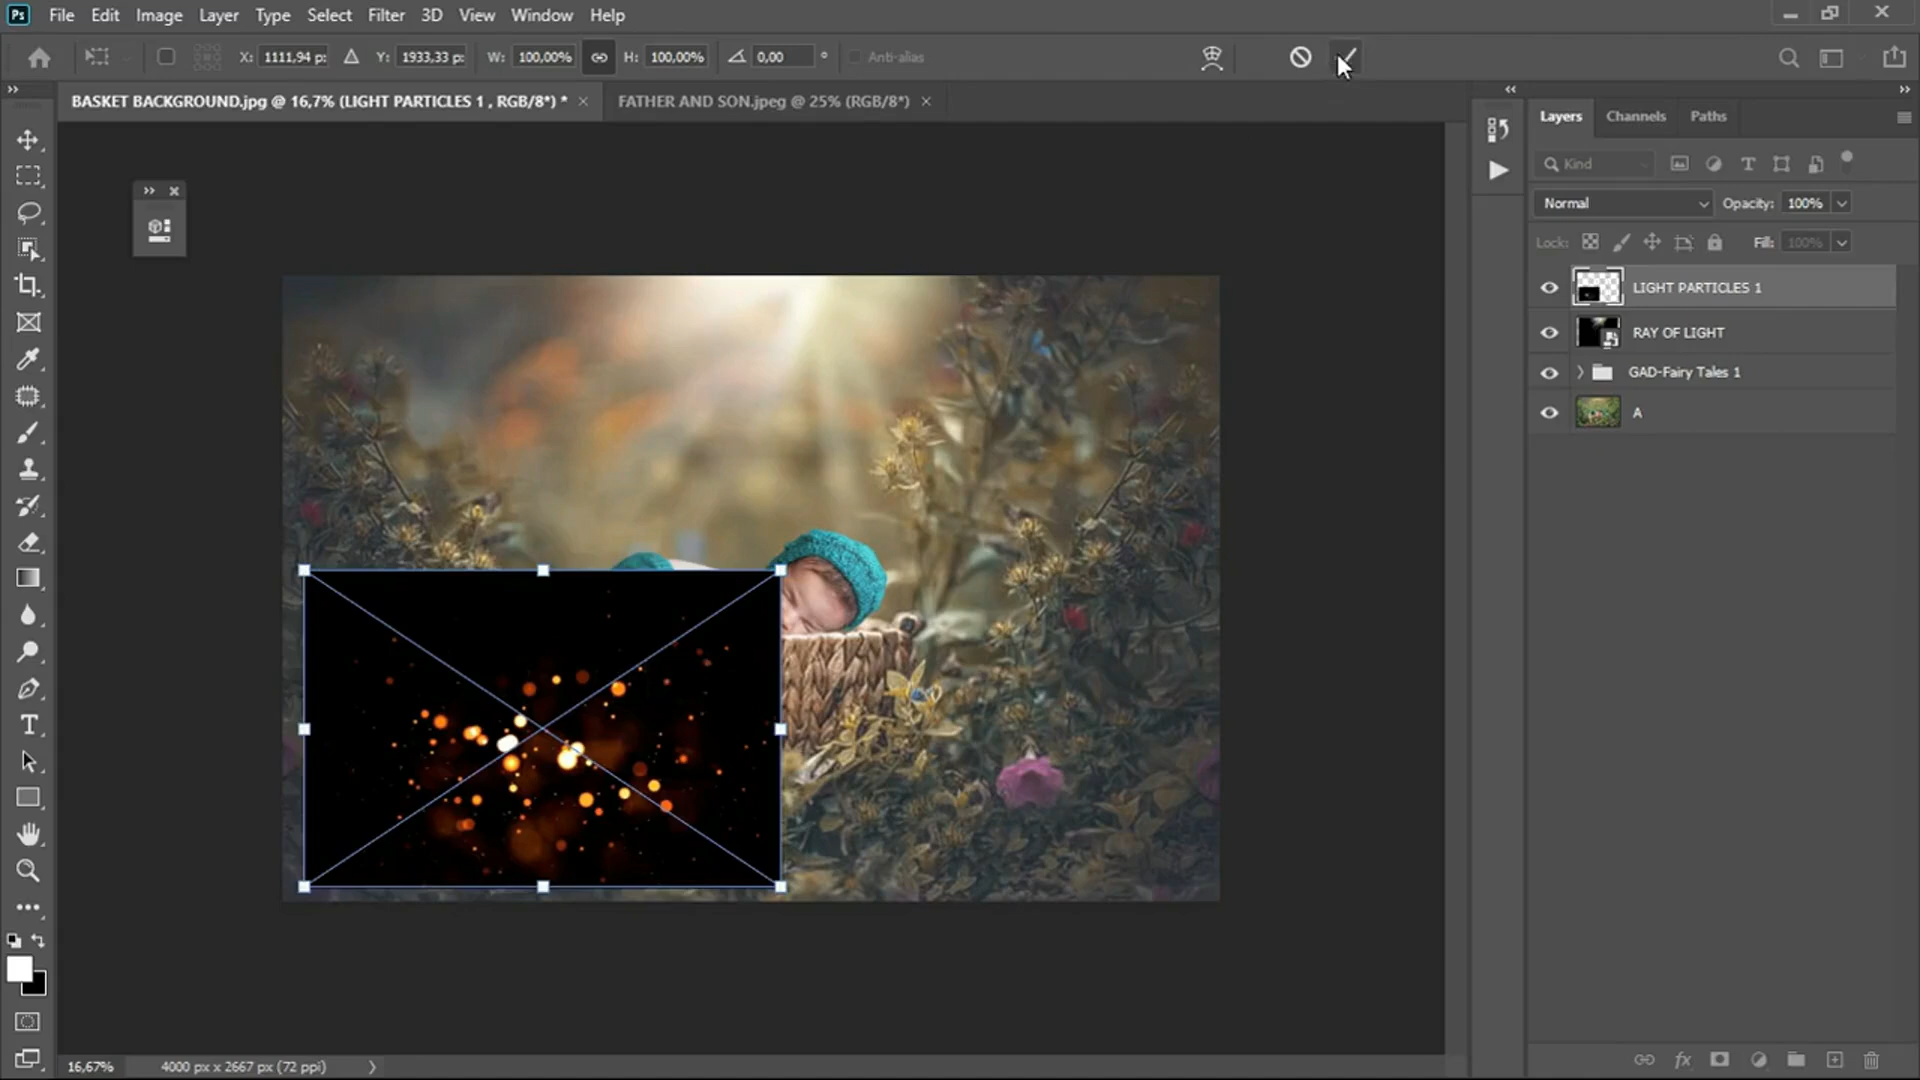 Ps File Edit Image Layer Type Select Filter 3D View Window Help
X: 1111,94 p: Y: 1933,33 p: W: 100,00% H: 100,00% 0,00 ° Anti-alias
BASKET BACKGROUND.jpg @ 16,7% (LIGHT PARTICLES 1 , RGB/8*) * × FATHER AND SON.jpeg @ 25% (RGB/8*) ×
Layers Channels Paths
Kind
Normal Opacity: 100%
Lock: Fill: 100%
LIGHT PARTICLES 1
RAY OF LIGHT
GAD-Fairy Tales 1
A
16,67% 4000 px x 2667 px (72 ppi)